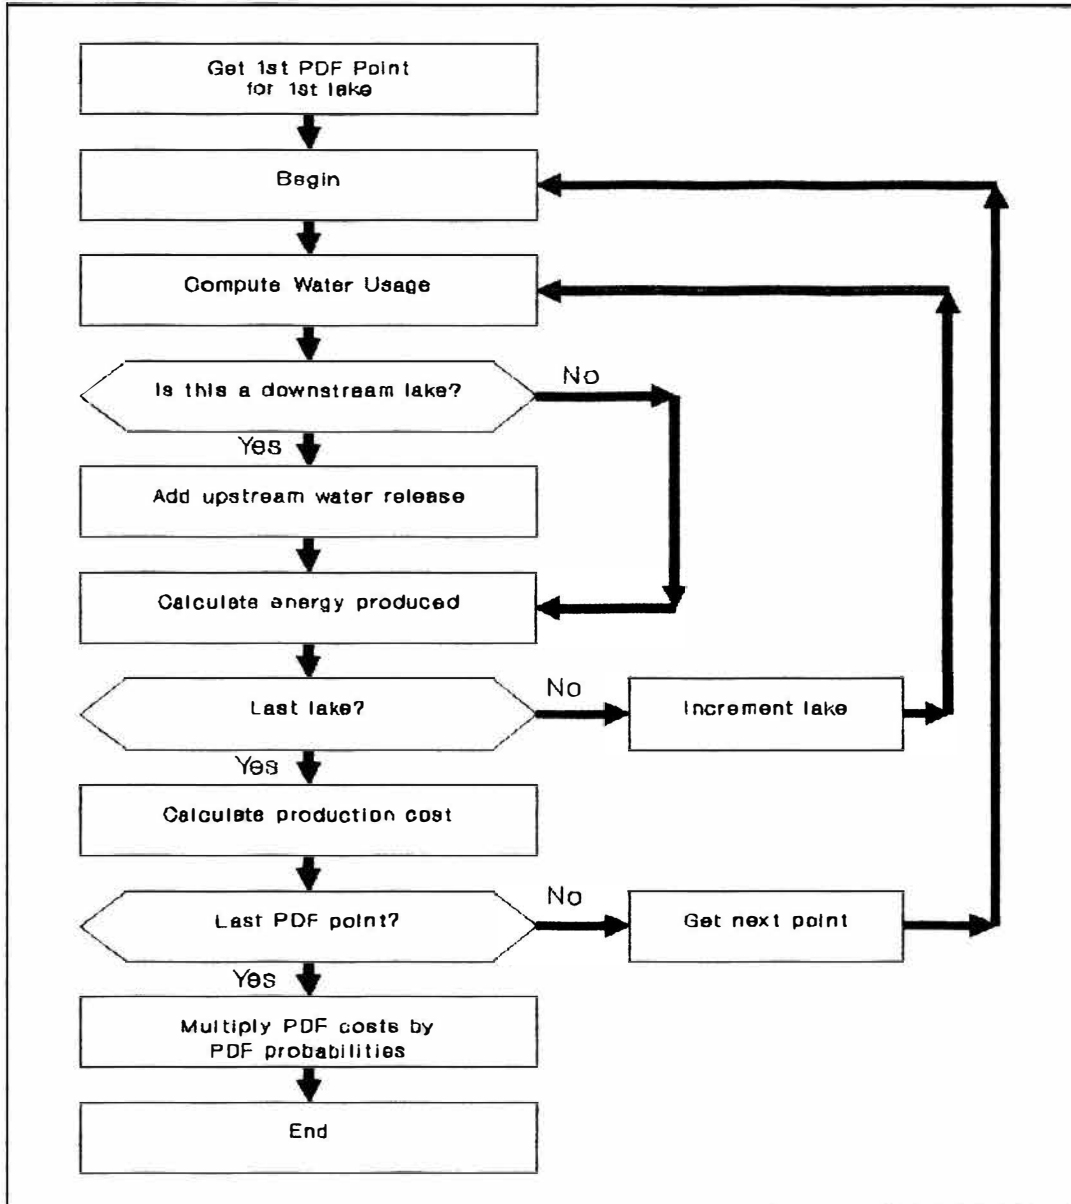 Get 1st PDF Point
for 1st lake
Begin
Compute Water Usage
Is this a downstream lake?
No
Yes
Add upstream water release
Calculate energy produced
Last lake?
No
Increment lake
Yes
Calculate production cost
Last PDF point?
No
Get next point
Yes
Multiply PDF costs by
PDF probabilities
End